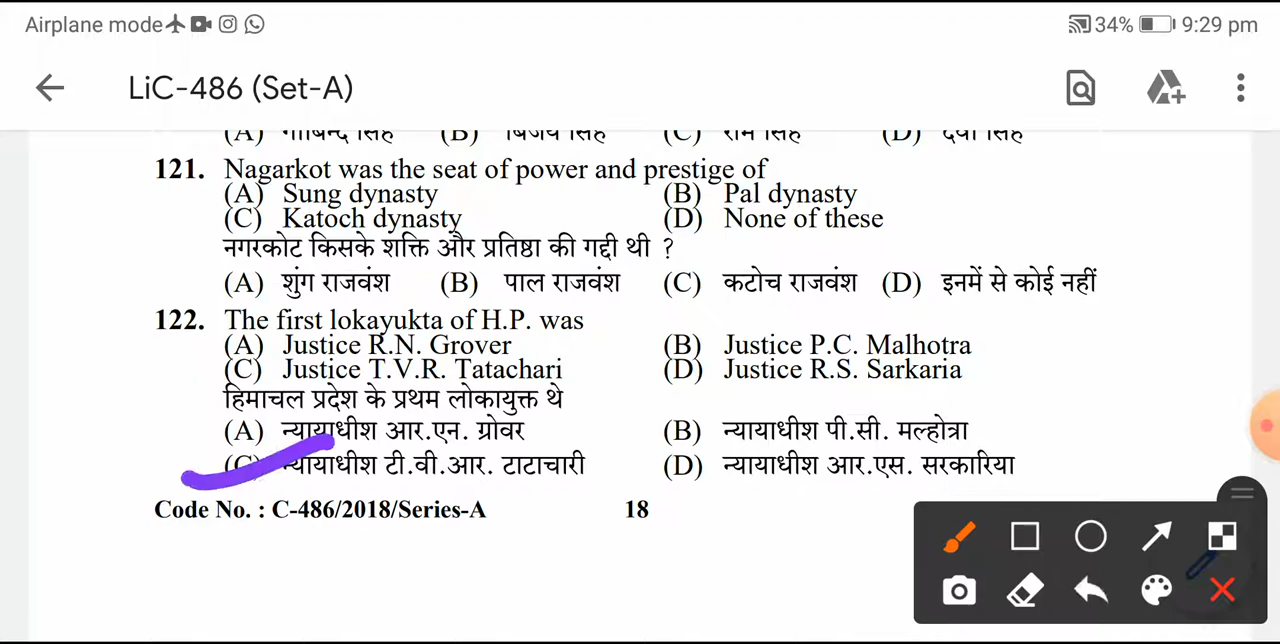 Airplane mode 34% 9:29 pm
LiC-486 (Set-A)
(A) गोबिन्द सिंह (B) बिजय सिंह (C) राम सिंह (D) देवी सिंह
121. Nagarkot was the seat of power and prestige of
(A) Sung dynasty (B) Pal dynasty
(C) Katoch dynasty (D) None of these
नगरकोट किसके शक्ति और प्रतिष्ठा की गद्दी थी ?
(A) शुंग राजवंश (B) पाल राजवंश (C) कटोच राजवंश (D) इनमें से कोई नहीं
122. The first lokayukta of H.P. was
(A) Justice R.N. Grover (B) Justice P.C. Malhotra
(C) Justice T.V.R. Tatachari (D) Justice R.S. Sarkaria
हिमाचल प्रदेश के प्रथम लोकायुक्त थे
(A) न्यायाधीश आर.एन. ग्रोवर (B) न्यायाधीश पी.सी. मल्होत्रा
(C) न्यायाधीश टी.वी.आर. टाटाचारी (D) न्यायाधीश आर.एस. सरकारिया
Code No. : C-486/2018/Series-A 18